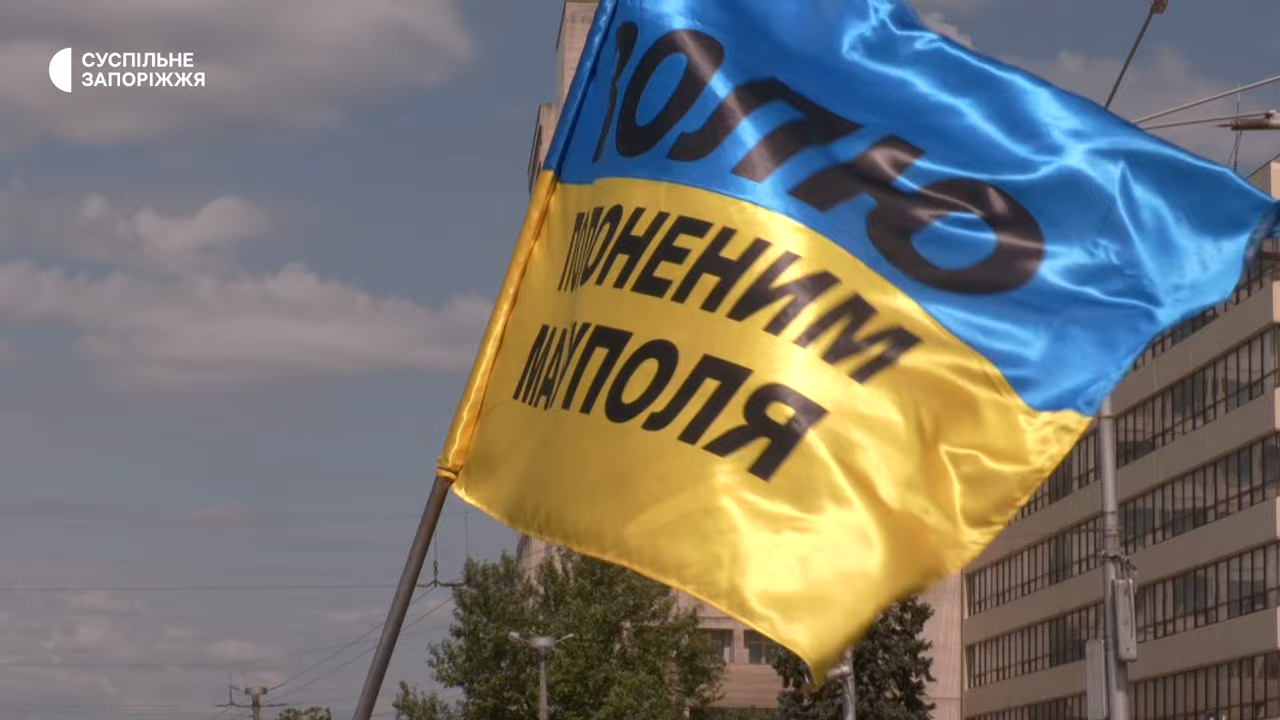 СУСПІЛЬНЕ
ЗАПОРІЖЖЯ
ВОЛЮ
ПОЛОНЕНИМ
МАРІУПОЛЯ